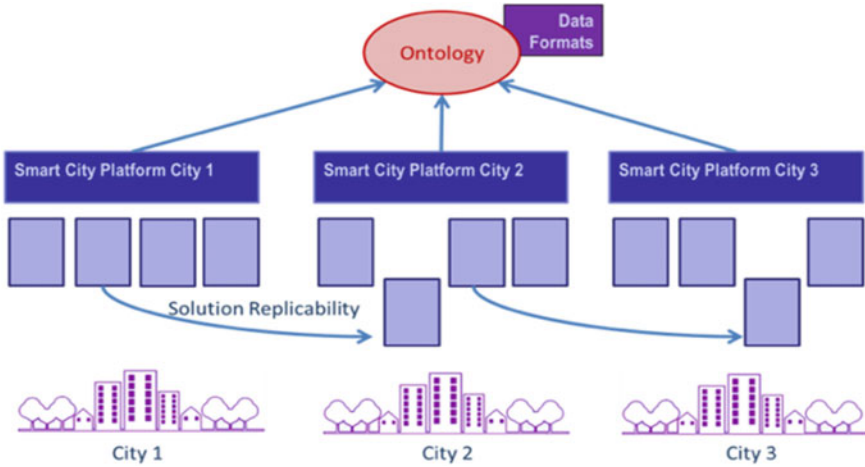 Data
Formats
Ontology
Smart City Platform City 1
Smart City Platform City 2
Smart City Platform City 3
Solution Replicability
City 1
City 2
City 3